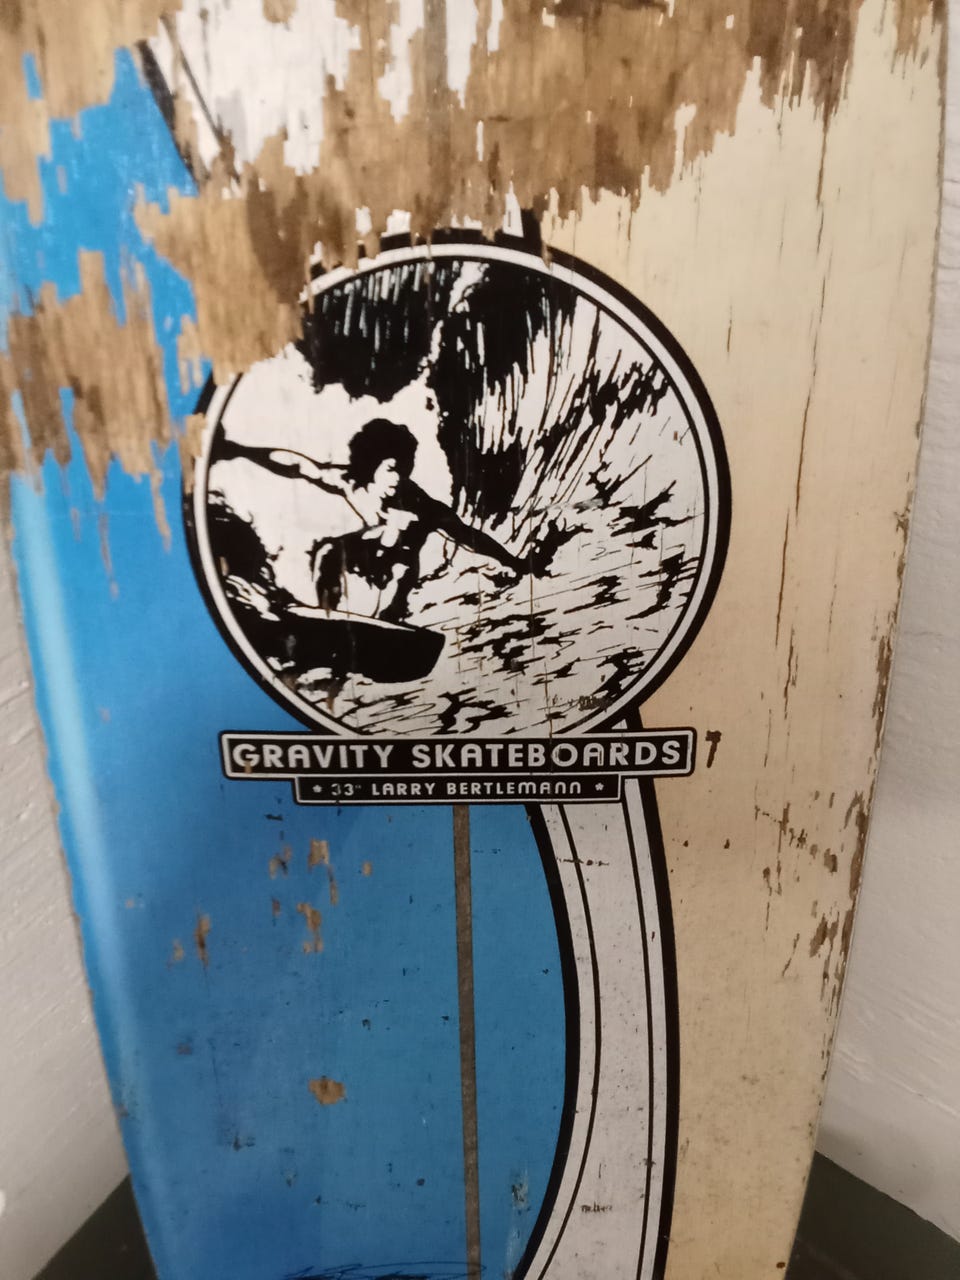 GRAVITY SKATEBOARDS
* 33" LARRY BERTLEMANN *